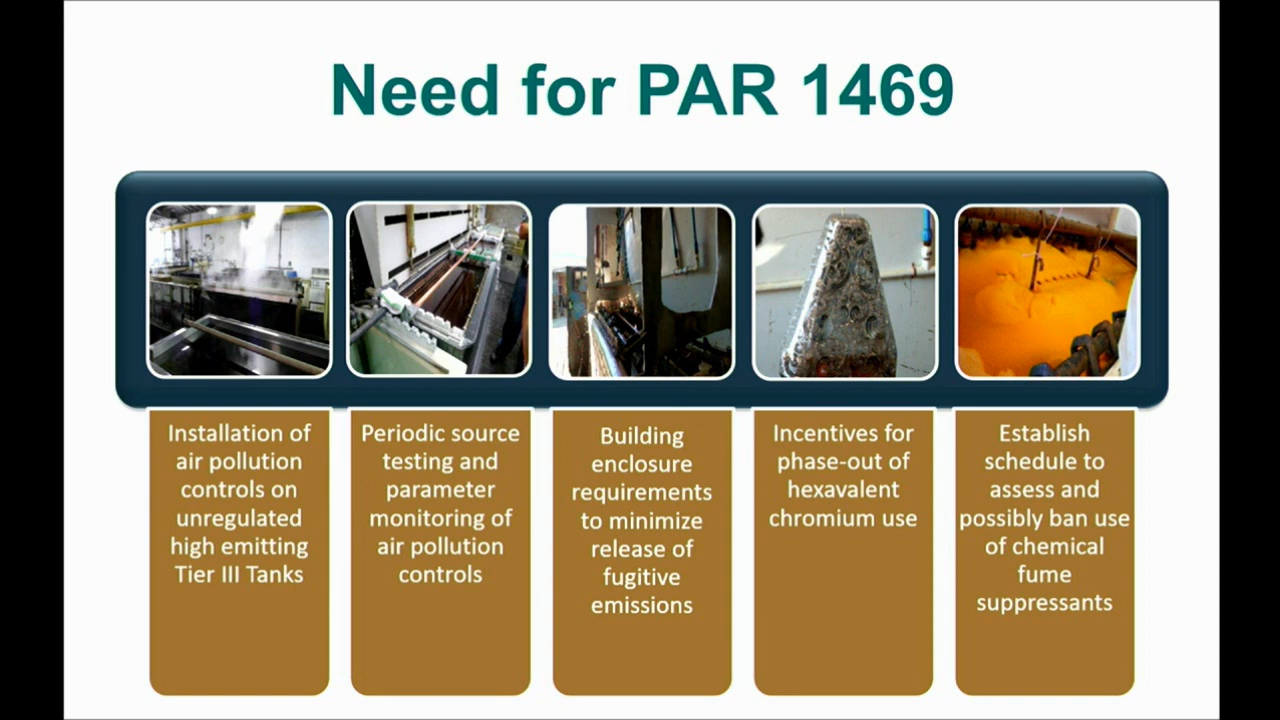 Need for PAR 1469
Installation of
air pollution
controls on
unregulated
high emitting
Tier III Tanks
Periodic source
testing and
parameter
monitoring of
air pollution
controls
Building
enclosure
requirements
to minimize
release of
fugitive
emissions
Incentives for
phase-out of
hexavalent
chromium use
Establish
schedule to
assess and
possibly ban use
of chemical
fume
suppressants